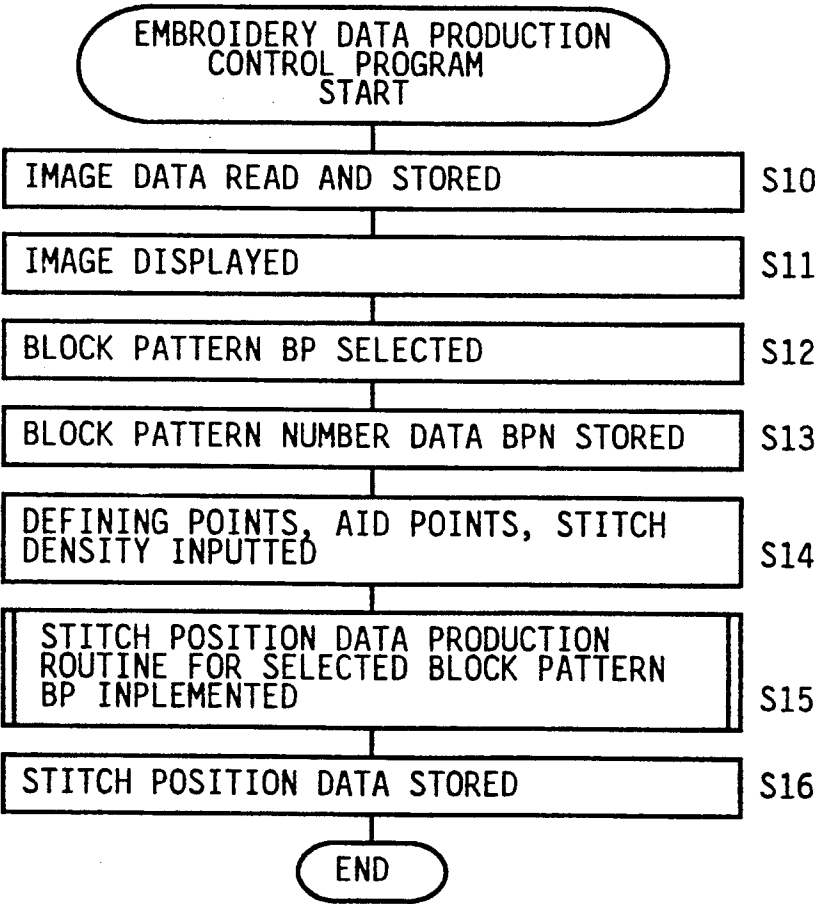 EMBROIDERY DATA PRODUCTION
CONTROL PROGRAM
START
IMAGE DATA READ AND STORED S10
IMAGE DISPLAYED S11
BLOCK PATTERN BP SELECTED S12
BLOCK PATTERN NUMBER DATA BPN STORED S13
DEFINING POINTS, AID POINTS, STITCH
DENSITY INPUTTED S14
STITCH POSITION DATA PRODUCTION
ROUTINE FOR SELECTED BLOCK PATTERN
BP INPLEMENTED S15
STITCH POSITION DATA STORED S16
END